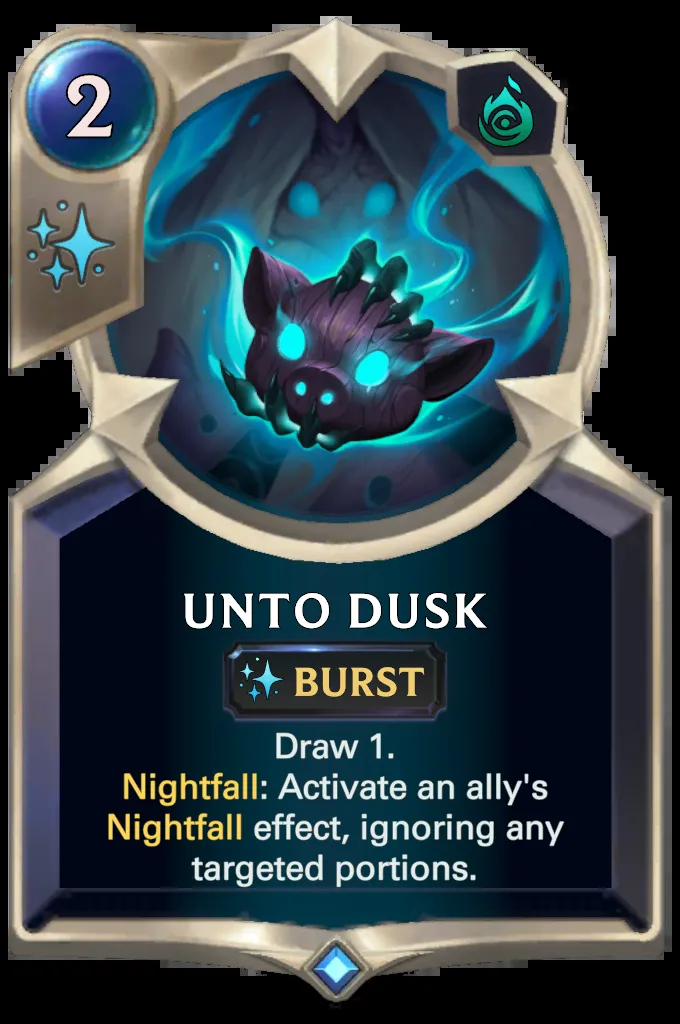 2
UNTO DUSK
BURST
Draw 1.
Nightfall: Activate an ally's
Nightfall effect, ignoring any
targeted portions.